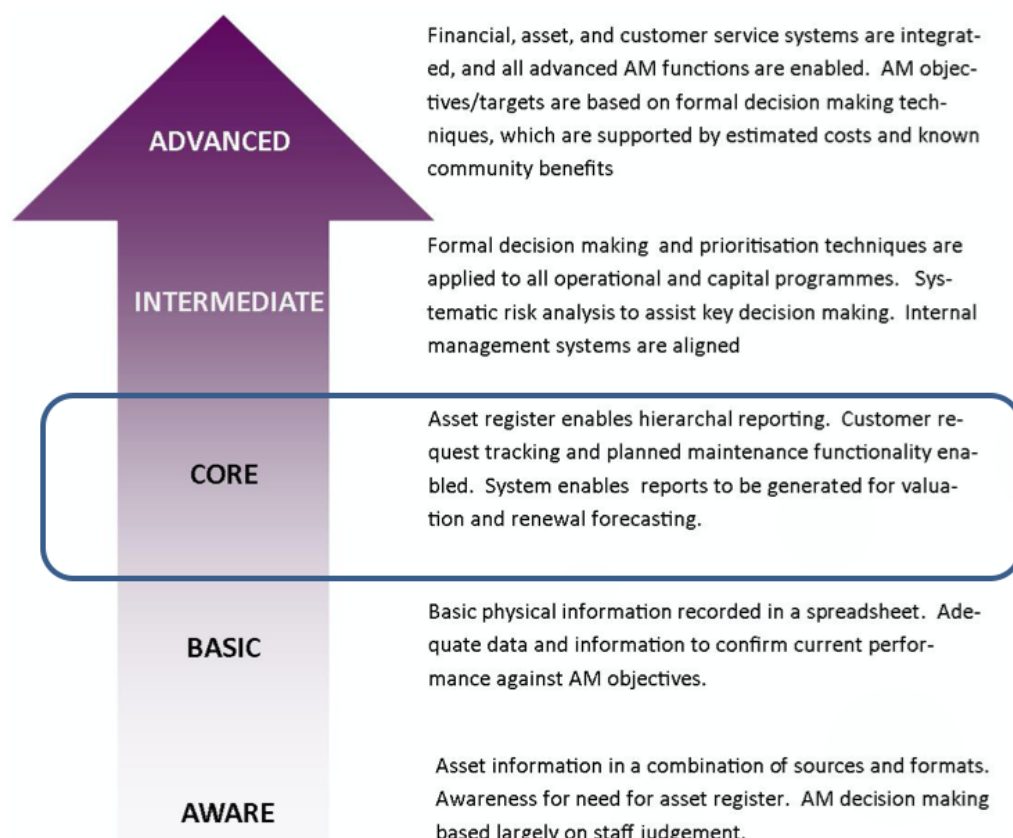 Financial, asset, and customer service systems are integrat-
ed, and all advanced AM functions are enabled.  AM objec-
tives/targets are based on formal decision making tech-
niques, which are supported by estimated costs and known
community benefits
ADVANCED
Formal decision making  and prioritisation techniques are
applied to all operational and capital programmes.   Sys-
tematic risk analysis to assist key decision making.  Internal
management systems are aligned
INTERMEDIATE
Asset register enables hierarchal reporting.  Customer re-
quest tracking and planned maintenance functionality ena-
bled.  System enables  reports to be generated for valua-
tion and renewal forecasting.
CORE
Basic physical information recorded in a spreadsheet.  Ade-
quate data and information to confirm current perfor-
mance against AM objectives.
BASIC
Asset information in a combination of sources and formats.
Awareness for need for asset register.  AM decision making
based largely on staff judgement.
AWARE